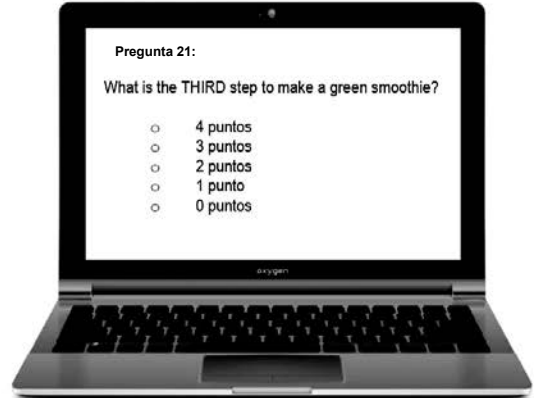 Pregunta 21:
What is the THIRD step to make a green smoothie?
4 puntos
3 puntos
2 puntos
1 punto
0 puntos
oxygen